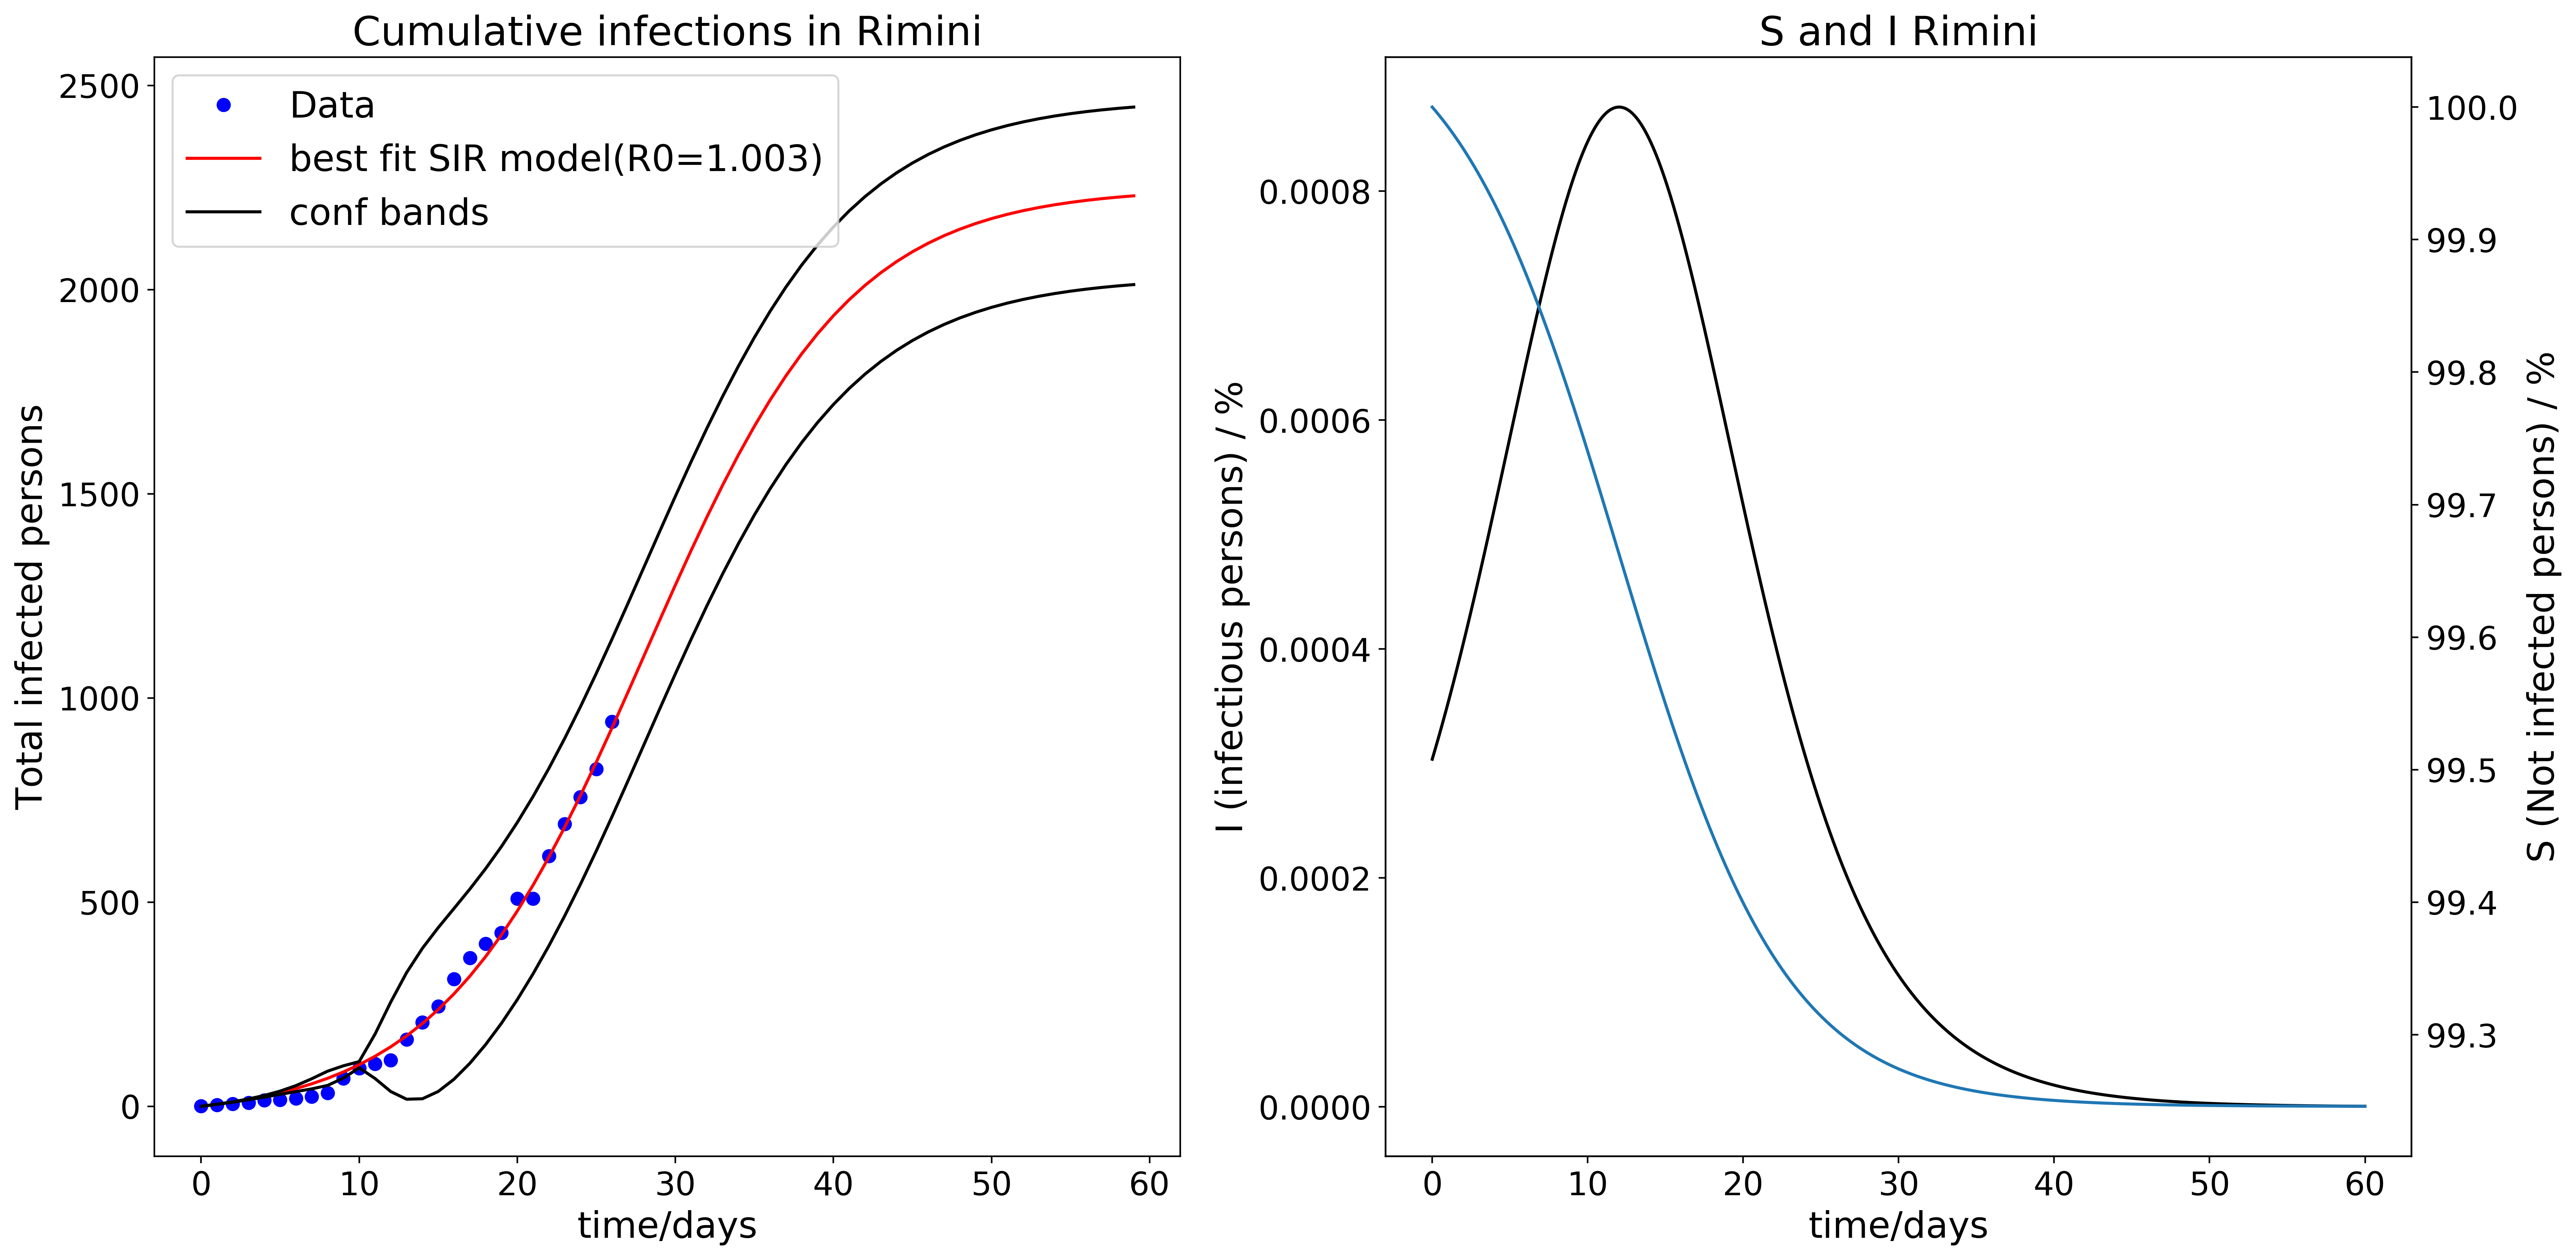 Cumulative infections in Rimini
Data
best fit SIR model(R0=1.003)
conf bands
Total infected persons
2500
2000
1500
1000
500
0
0 10 20 30 40 50 60
time/days
S and I Rimini
I (infectious persons) / %
0.0008
0.0006
0.0004
0.0002
0.0000
100.0
99.9
99.8
99.7
99.6
99.5
99.4
99.3
S (Not infected persons) / %
0 10 20 30 40 50 60
time/days